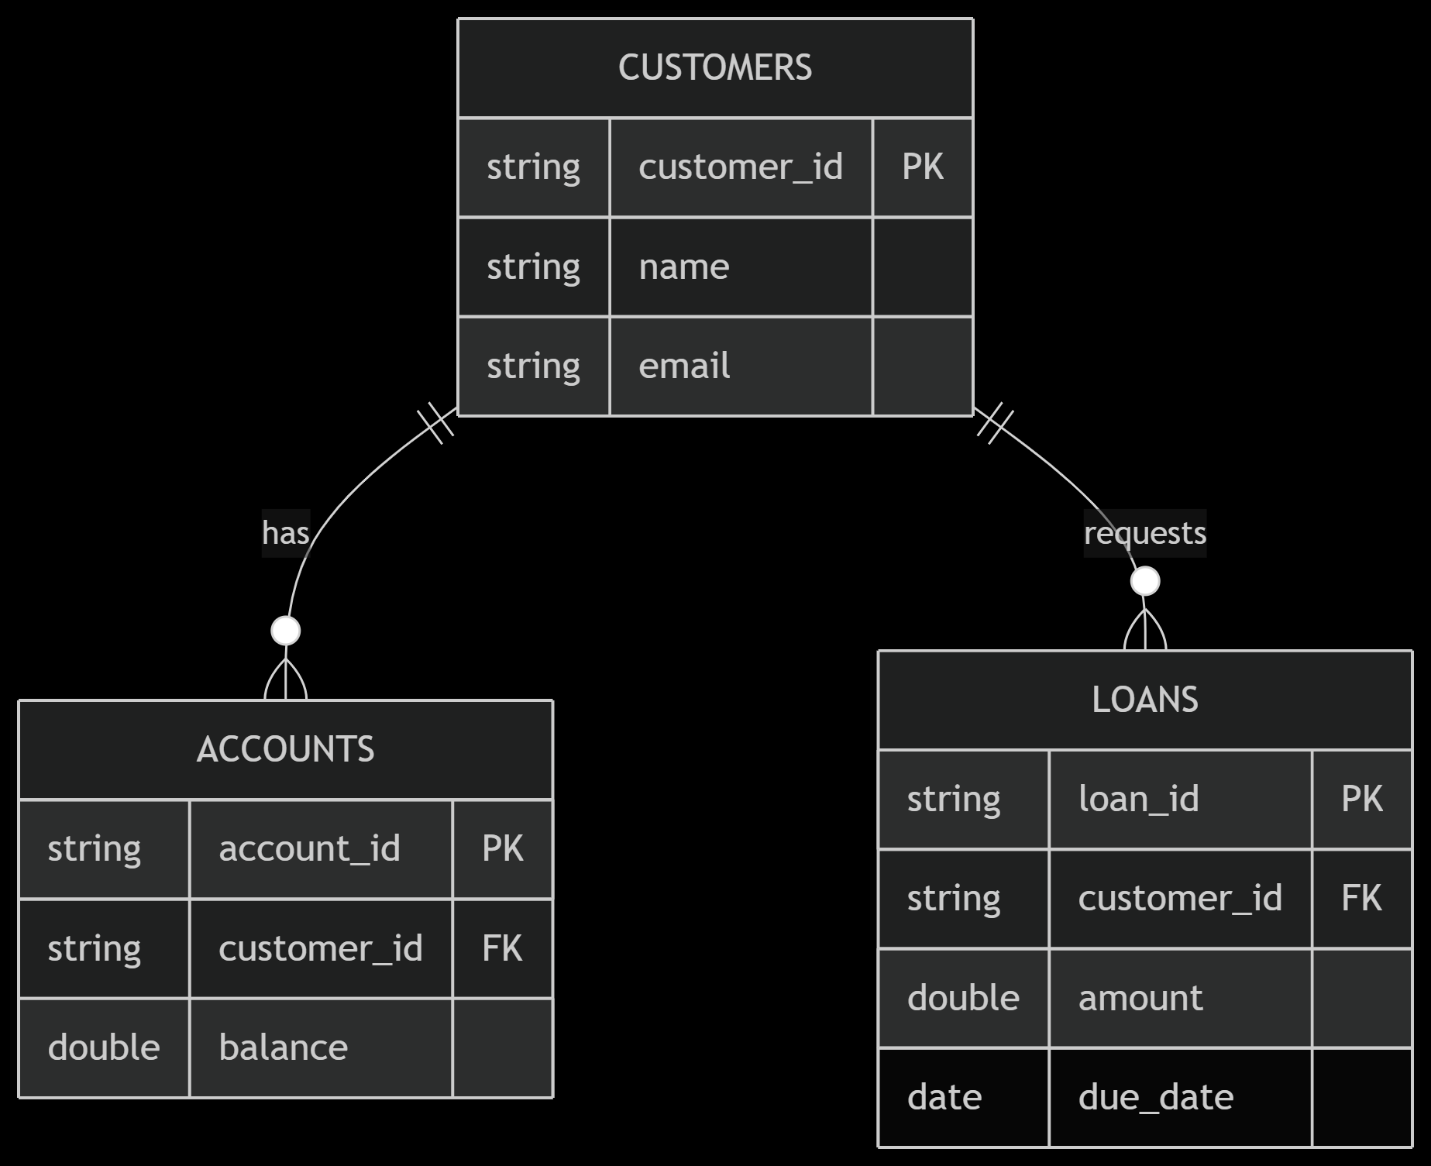 CUSTOMERS
string customer_id PK
string name
string email
has
requests
ACCOUNTS
string account_id PK
string customer_id FK
double balance
LOANS
string loan_id PK
string customer_id FK
double amount
date due_date